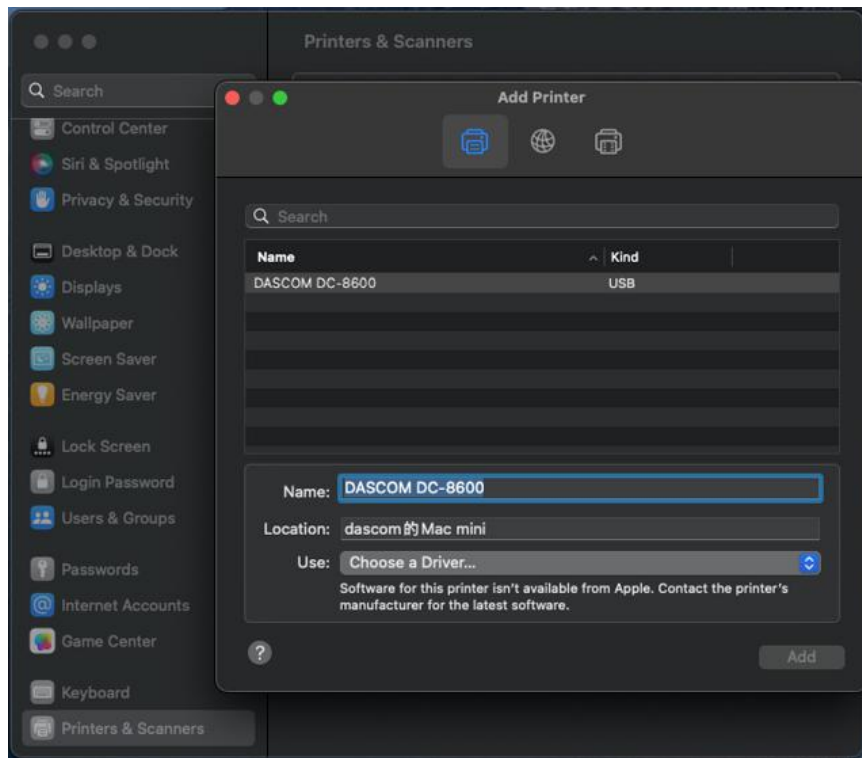 Printers & Scanners
Search
Control Center
Siri & Spotlight
Privacy & Security
Desktop & Dock
Displays
Wallpaper
Screen Saver
Energy Saver
Lock Screen
Login Password
Users & Groups
Passwords
Internet Accounts
Game Center
Keyboard
Printers & Scanners
Add Printer
Search
Name Kind
DASCOM DC-8600 USB
Name: DASCOM DC-8600
Location: dascom的Mac mini
Use: Choose a Driver...
Software for this printer isn't available from Apple. Contact the printer's
manufacturer for the latest software.
?
Add